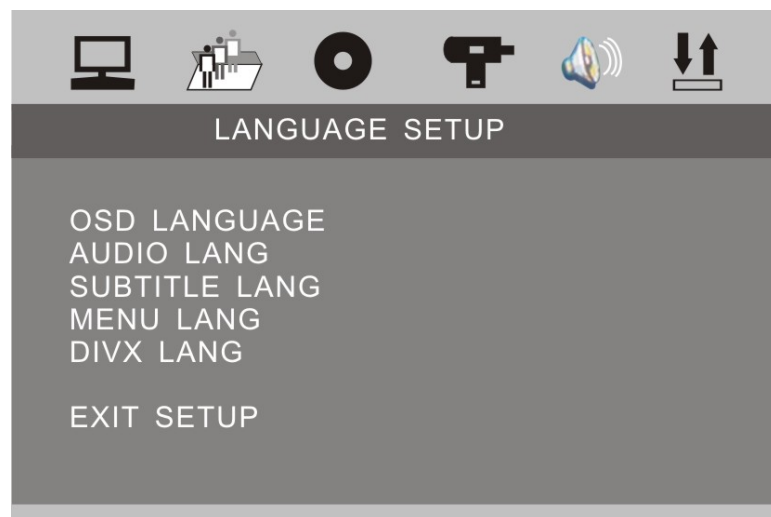 LANGUAGE SETUP
OSD LANGUAGE
AUDIO LANG
SUBTITLE LANG
MENU LANG
DIVX LANG
EXIT SETUP